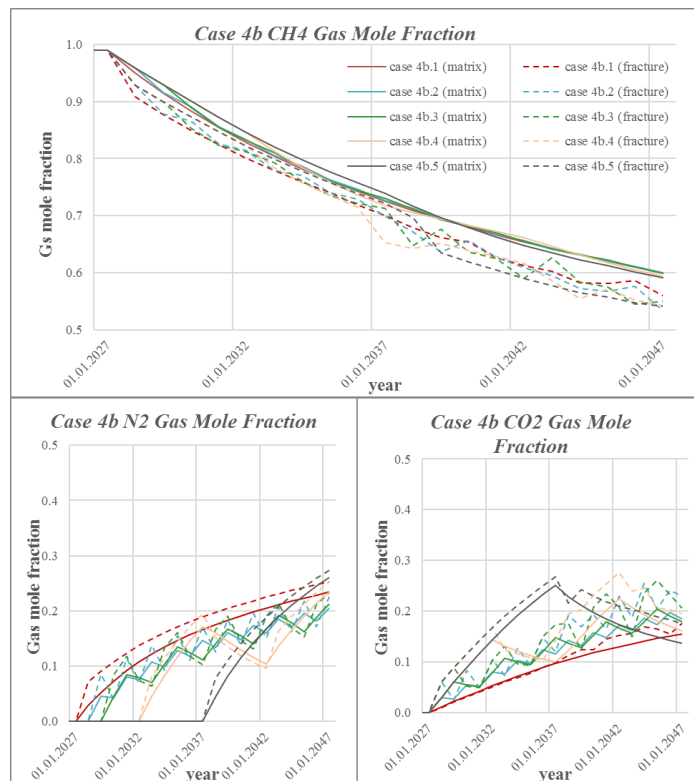 Case 4b CH4 Gas Mole Fraction
1.0
0.9
0.8
0.7
0.6
0.5
Gs mole fraction
case 4b.1 (matrix)
case 4b.1 (fracture)
case 4b.2 (matrix)
case 4b.2 (fracture)
case 4b.3 (matrix)
case 4b.3 (fracture)
case 4b.4 (matrix)
case 4b.4 (fracture)
case 4b.5 (matrix)
case 4b.5 (fracture)
01.01.2027
01.01.2032
01.01.2037
01.01.2042
01.01.2047
year
Case 4b N2 Gas Mole Fraction
0.5
0.4
0.3
0.2
0.1
0.0
Gas mole fraction
01.01.2027
01.01.2032
01.01.2037
01.01.2042
01.01.2047
year
Case 4b CO2 Gas Mole
Fraction
0.5
0.4
0.3
0.2
0.1
0.0
Gas mole fraction
01.01.2027
01.01.2032
01.01.2037
01.01.2042
01.01.2047
year